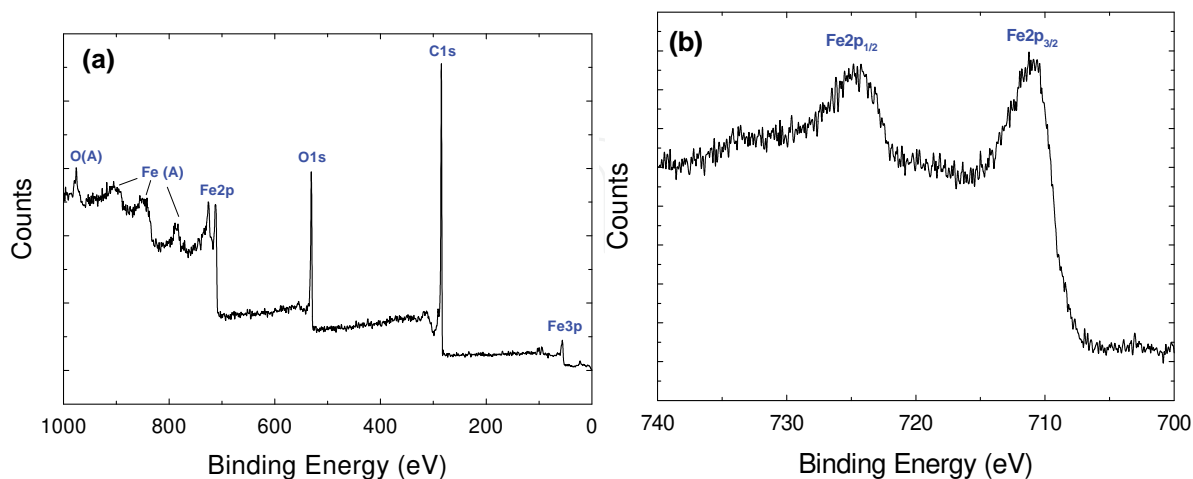 (a)
C1s
O(A)
Fe (A)
Fe2p
O1s
Fe3p
Counts
1000 800 600 400 200 0
Binding Energy (eV)
(b)
Fe2p1/2
Fe2p3/2
Counts
740 730 720 710 700
Binding Energy (eV)